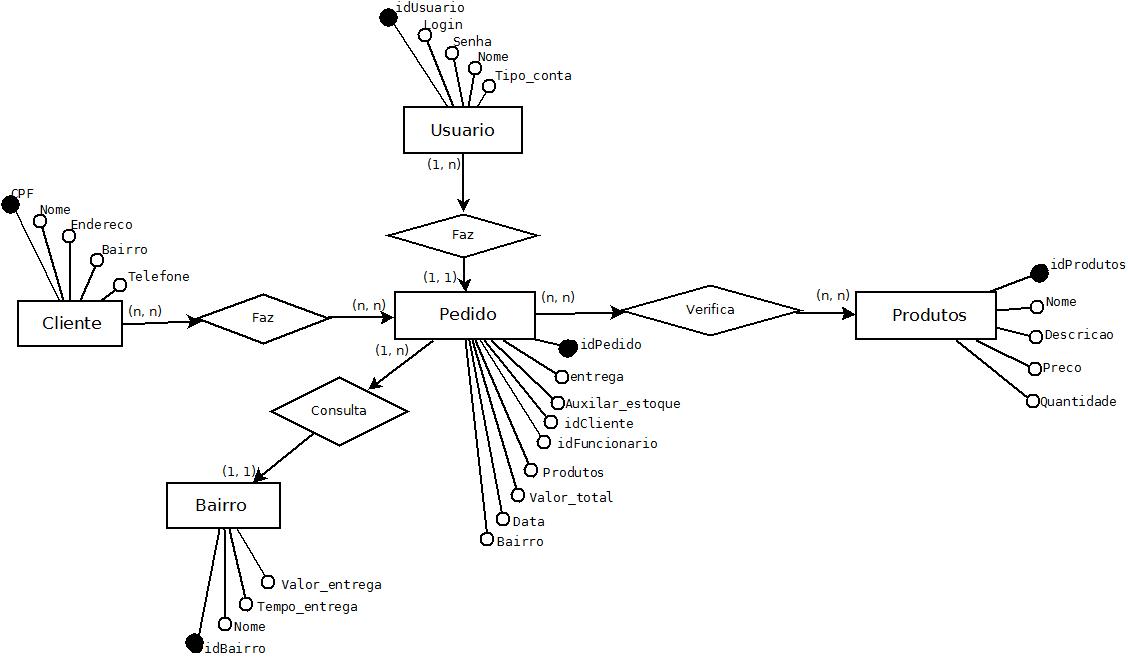 idUsuario
Login
Senha
Nome
Tipo_conta
Usuario
(1, n)
Faz
(1, 1)
CPF
Nome
Endereco
Bairro
Telefone
Cliente
(n, n)
Faz
(n, n)
Pedido
(n, n)
Verifica
(n, n)
Produtos
idProdutos
Nome
Descricao
Preco
Quantidade
idPedido
entrega
Auxilar_estoque
idCliente
idFuncionario
Produtos
Valor_total
Data
Bairro
(1, n)
Consulta
(1, 1)
Bairro
Valor_entrega
Tempo_entrega
Nome
idBairro